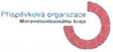 Příspěvková organizace
Moravskoslezského kraje